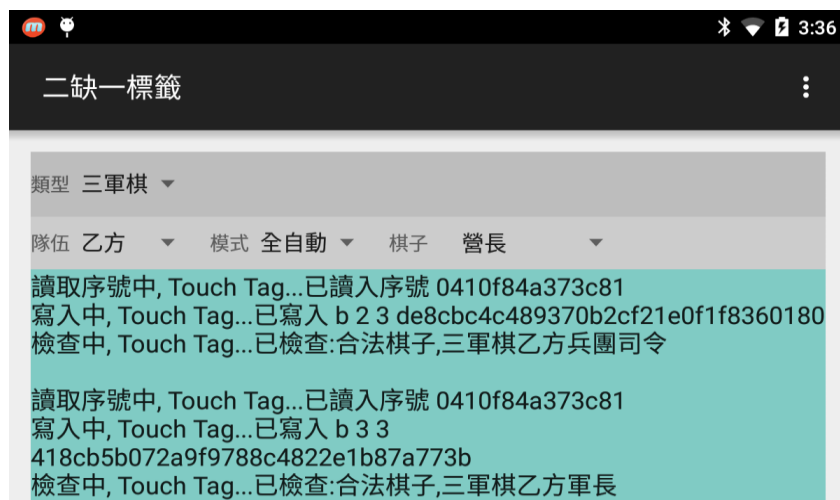 3:36
二缺一標籤
類型 三軍棋
隊伍 乙方 模式 全自動 棋子 營長
讀取序號中, Touch Tag...已讀入序號 0410f84a373c81
寫入中, Touch Tag...已寫入 b 2 3 de8cbc4c489370b2cf21e0f1f8360180
檢查中, Touch Tag...已檢查:合法棋子,三軍棋乙方兵團司令
讀取序號中, Touch Tag...已讀入序號 0410f84a373c81
寫入中, Touch Tag...已寫入 b 3 3
418cb5b072a9f9788c4822e1b87a773b
檢查中, Touch Tag...已檢查:合法棋子,三軍棋乙方軍長